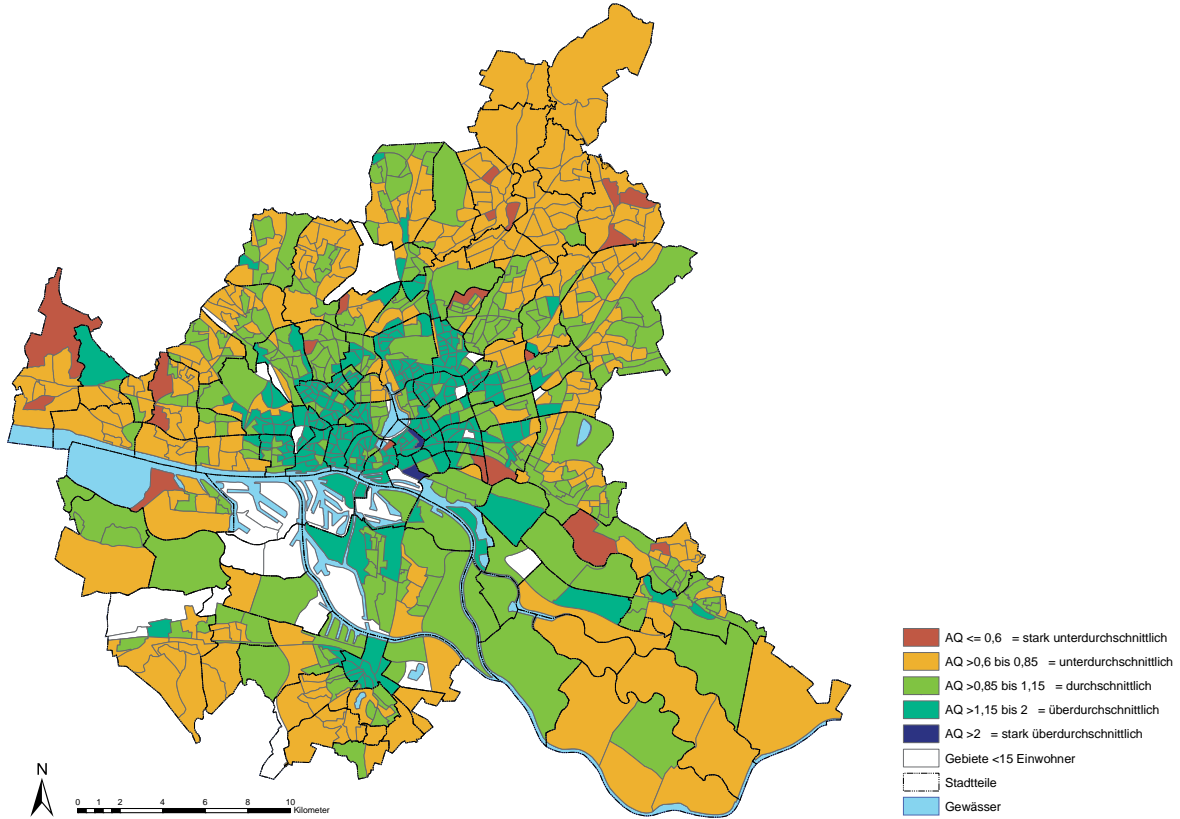 AQ <= 0,6 = stark unterdurchschnittlich
AQ >0,6 bis 0,85 = unterdurchschnittlich
AQ >0,85 bis 1,15 = durchschnittlich
AQ >1,15 bis 2 = überdurchschnittlich
AQ >2 = stark überdurchschnittlich
Gebiete <15 Einwohner
Stadtteile
Gewässer
N
0 1 2 4 6 8 10
Kilometer